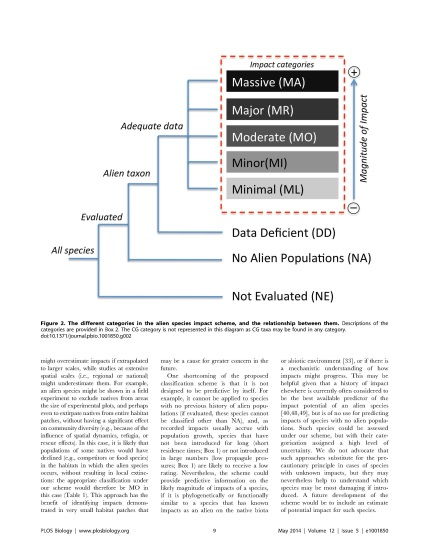 Impact categories
Massive (MA)
Major (MR)
Moderate (MO)
Minor(MI)
Minimal (ML)
+
Magnitude of Impact
−
Adequate data
Alien taxon
Evaluated
All species
Data Deficient (DD)
No Alien Populations (NA)
Not Evaluated (NE)
Figure 2. The different categories in the alien species impact scheme, and the relationship between them. Descriptions of the
categories are provided in Box 2. The CG category is not represented in this diagram as CG taxa may be found in any category.
doi:10.1371/journal.pbio.1001850.g002
might overestimate impacts if extrapolated
to larger scales, while studies at extensive
spatial scales (i.e., regional or national)
might underestimate them. For example,
an alien species might be shown in a field
experiment to exclude natives from areas
the size of experimental plots, and perhaps
even to extirpate natives from entire habitat
patches, without having a significant effect
on community diversity (e.g., because of the
influence of spatial dynamics, refugia, or
rescue effects). In this case, it is likely that
populations of some natives would have
declined (e.g., competitors or food species)
in the habitat in which the alien species
occurs, without resulting in local extinc-
tions: the appropriate classification under
our scheme would therefore be MO in
this case (Table 1). This approach has the
benefit of identifying impacts demons-
trated in very small habitat patches that
may be a cause for greater concern in the
future.
One shortcoming of the proposed
classification scheme is that it is not
designed to be predictive by itself. For
example, it cannot be applied to species
with no previous history of alien popu-
lations (if evaluated, these species cannot
be classified other than NA), and, as
recorded impacts usually accrue with
population growth, species that have
not been introduced for long (short
residence times; Box 1) or not introduced
in large numbers (low propagule pres-
sures; Box 1) are likely to receive a low
rating. Nevertheless, the scheme could
provide predictive information on the
likely magnitude of impacts of a species,
if it is phylogenetically or functionally
similar to a species that has known
impacts as an alien on the native biota
or abiotic environment [33], or if there is
a mechanistic understanding of how
impacts might progress. This may be
helpful given that a history of impact
elsewhere is currently often considered to
be the best available predictor of the
impact potential of an alien species
[40,48,49], but is of no use for predicting
impacts of species with no alien popula-
tions. Such species could be assessed
under our scheme, but with their cate-
gorisation assigned a high level of
uncertainty. We do not advocate that
such approaches substitute for the pre-
cautionary principle in cases of species
with unknown impacts, but they may
nevertheless help to understand which
species may be most damaging if intro-
duced. A future development of the
scheme would be to include an estimate
of potential impact for such species.
PLOS Biology | www.plosbiology.org
9
May 2014 | Volume 12 | Issue 5 | e1001850